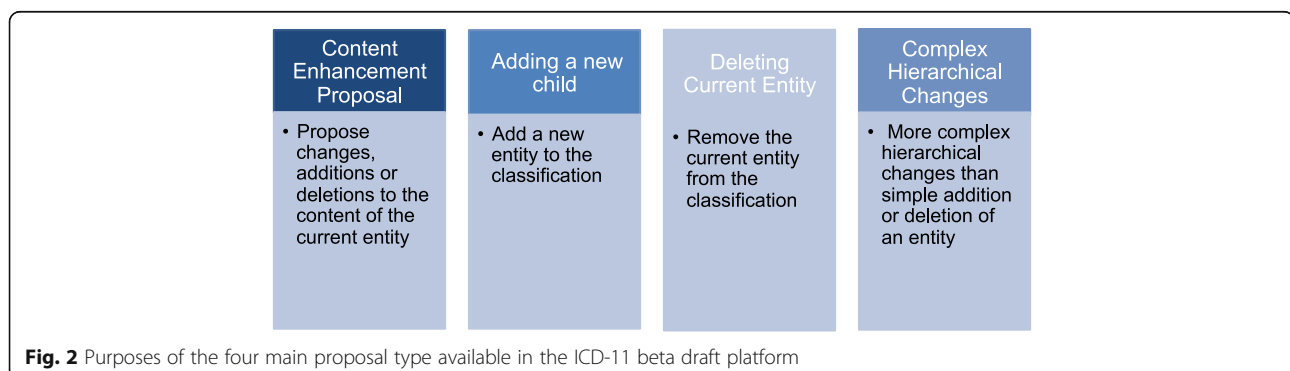 Content
Enhancement
Proposal
• Propose
changes,
additions or
deletions to the
content of the
current entity
Adding a new
child
• Add a new
entity to the
classification
Deleting
Current Entity
• Remove the
current entity
from the
classification
Complex
Hierarchical
Changes
• More complex
hierarchical
changes than
simple addition
or deletion of
an entity
Fig. 2 Purposes of the four main proposal type available in the ICD-11 beta draft platform